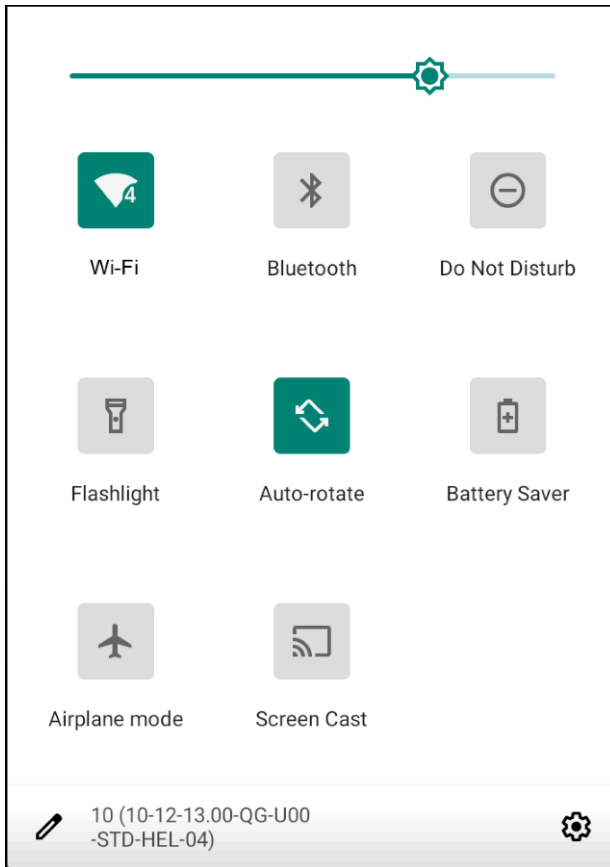 4
Wi-Fi
Bluetooth
Do Not Disturb
Flashlight
Auto-rotate
Battery Saver
Airplane mode
Screen Cast
10 (10-12-13.00-QG-U00
-STD-HEL-04)